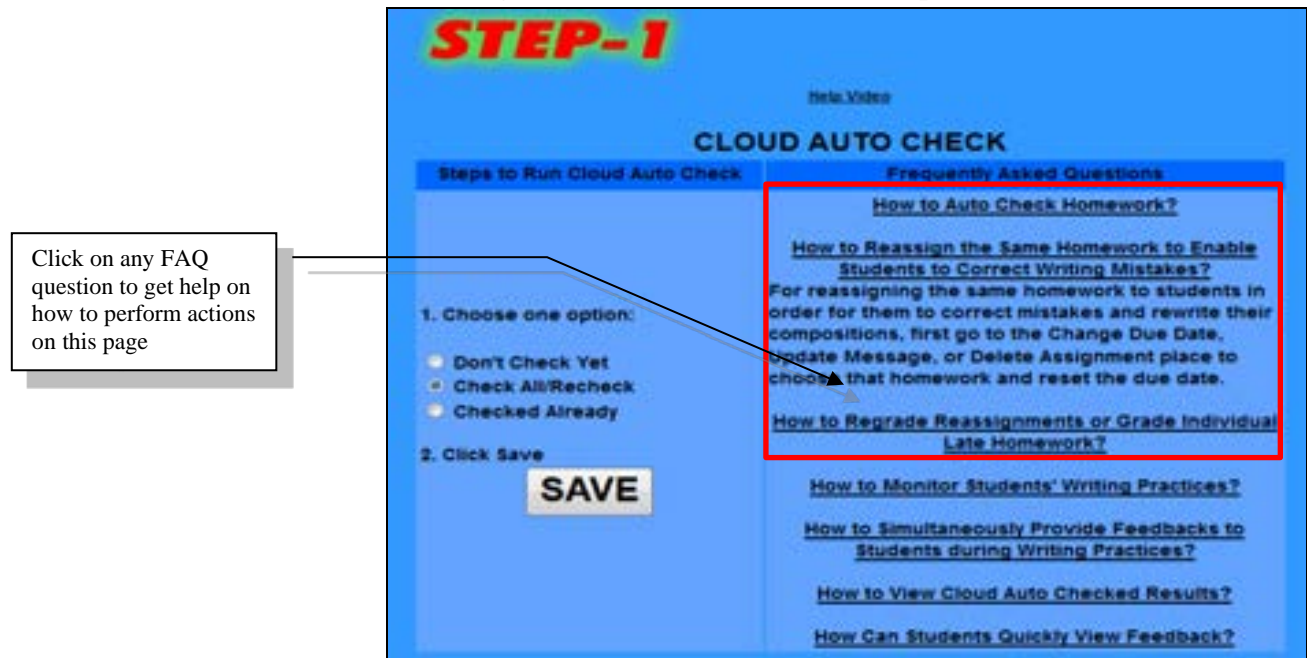 STEP-1
Help Video
CLOUD AUTO CHECK
Steps to Run Cloud Auto Check
Frequently Asked Questions
How to Auto Check Homework?
How to Reassign the Same Homework to Enable
Students to Correct Writing Mistakes?
For reassigning the same homework to students in
order for them to correct mistakes and rewrite their
compositions, first go to the Change Due Date,
Update Message, or Delete Assignment place to
choose that homework and reset the due date.
How to Regrade Reassignments or Grade Individual
Late Homework?
How to Monitor Students' Writing Practices?
How to Simultaneously Provide Feedbacks to
Students during Writing Practices?
How to View Cloud Auto Checked Results?
How Can Students Quickly View Feedback?
1. Choose one option:
Don't Check Yet
Check All/Recheck
Checked Already
2. Click Save
SAVE
Click on any FAQ
question to get help on
how to perform actions
on this page